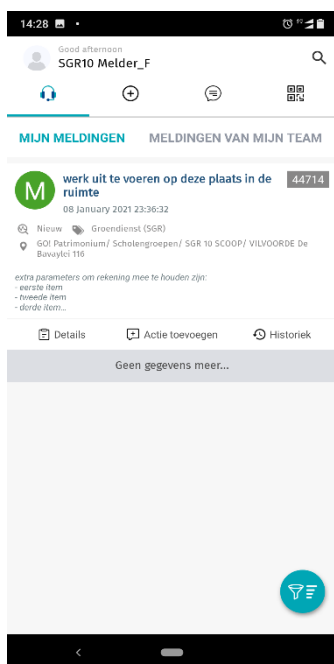 14:28
Good afternoon
SGR10 Melder_F
MIJN MELDINGEN MELDINGEN VAN MIJN TEAM
M
werk uit te voeren op deze plaats in de
ruimte
44714
08 January 2021 23:36:32
Nieuw Groendienst (SGR)
GO! Patrimonium/ Scholengroepen/ SGR 10 SCOOP/ VILVOORDE De
Bavaylei 116
extra parameters om rekening mee te houden zijn:
- eerste item
- tweede item
- derde item...
Details Actie toevoegen Historiek
Geen gegevens meer...